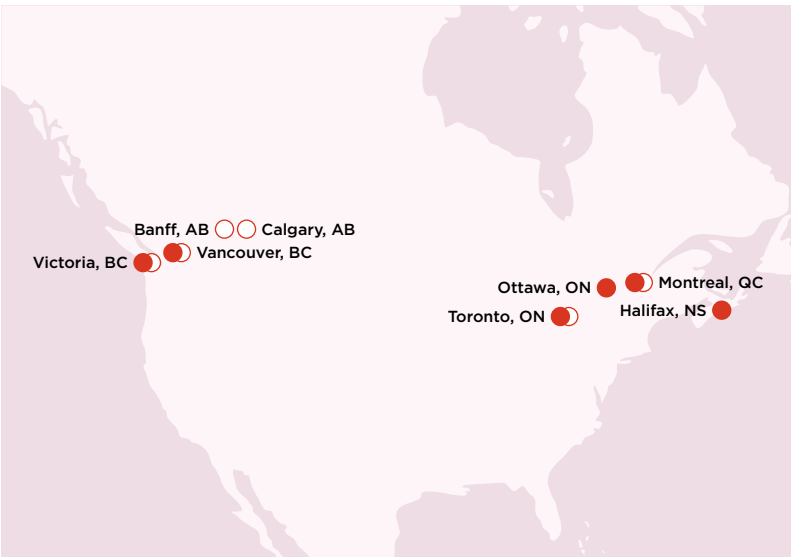 Banff, AB
Calgary, AB
Vancouver, BC
Victoria, BC
Ottawa, ON
Montreal, QC
Toronto, ON
Halifax, NS